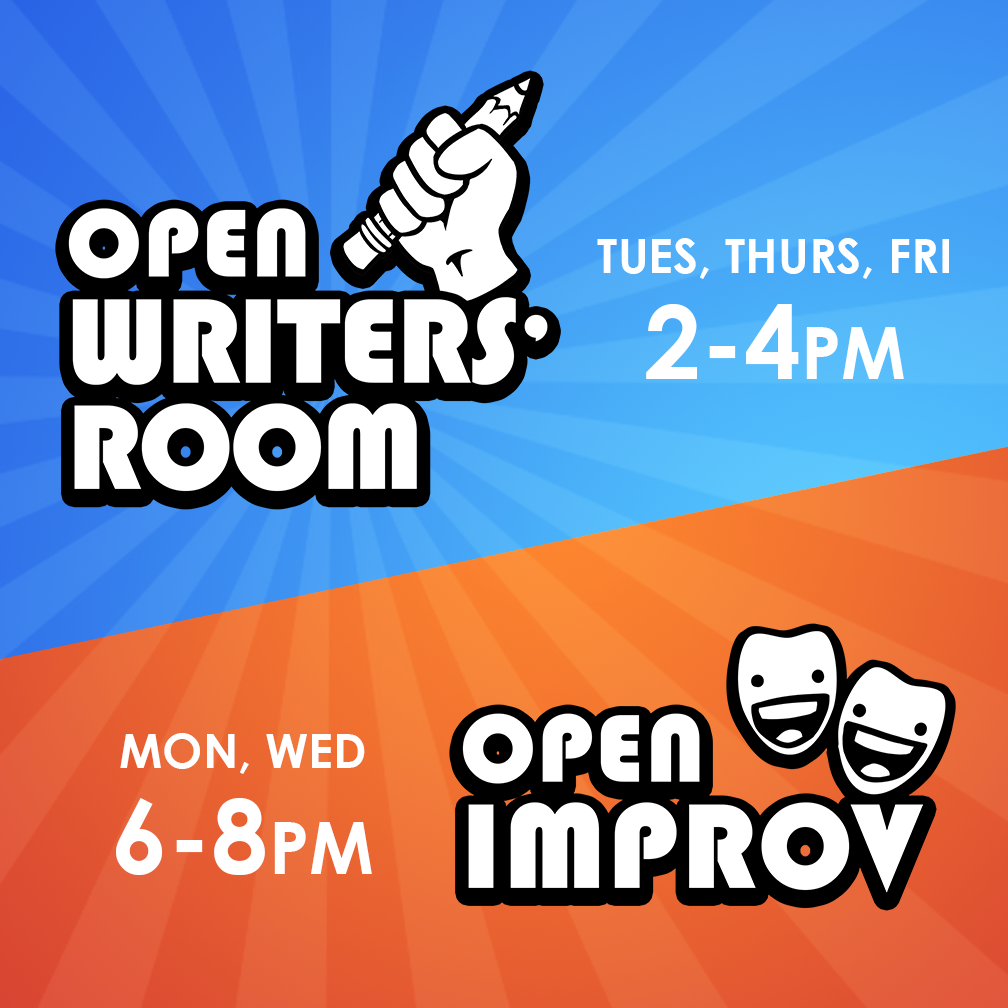 OPEN
WRITERS'
ROOM
TUES, THURS, FRI
2-4PM
MON, WED
6-8PM
OPEN
IMPROV